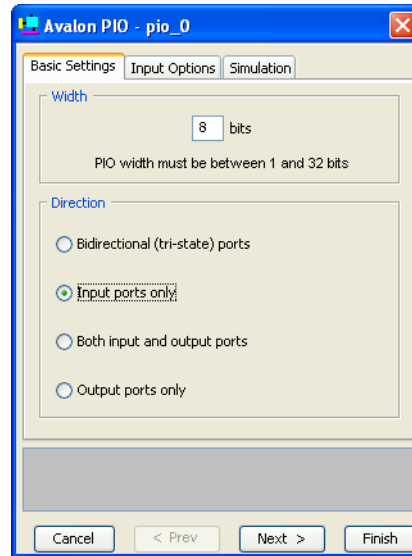 Avalon PIO - pio_0
Basic Settings Input Options Simulation
Width
8 bits
PIO width must be between 1 and 32 bits
Direction
Bidirectional (tri-state) ports
Input ports only
Both input and output ports
Output ports only
Cancel < Prev Next > Finish